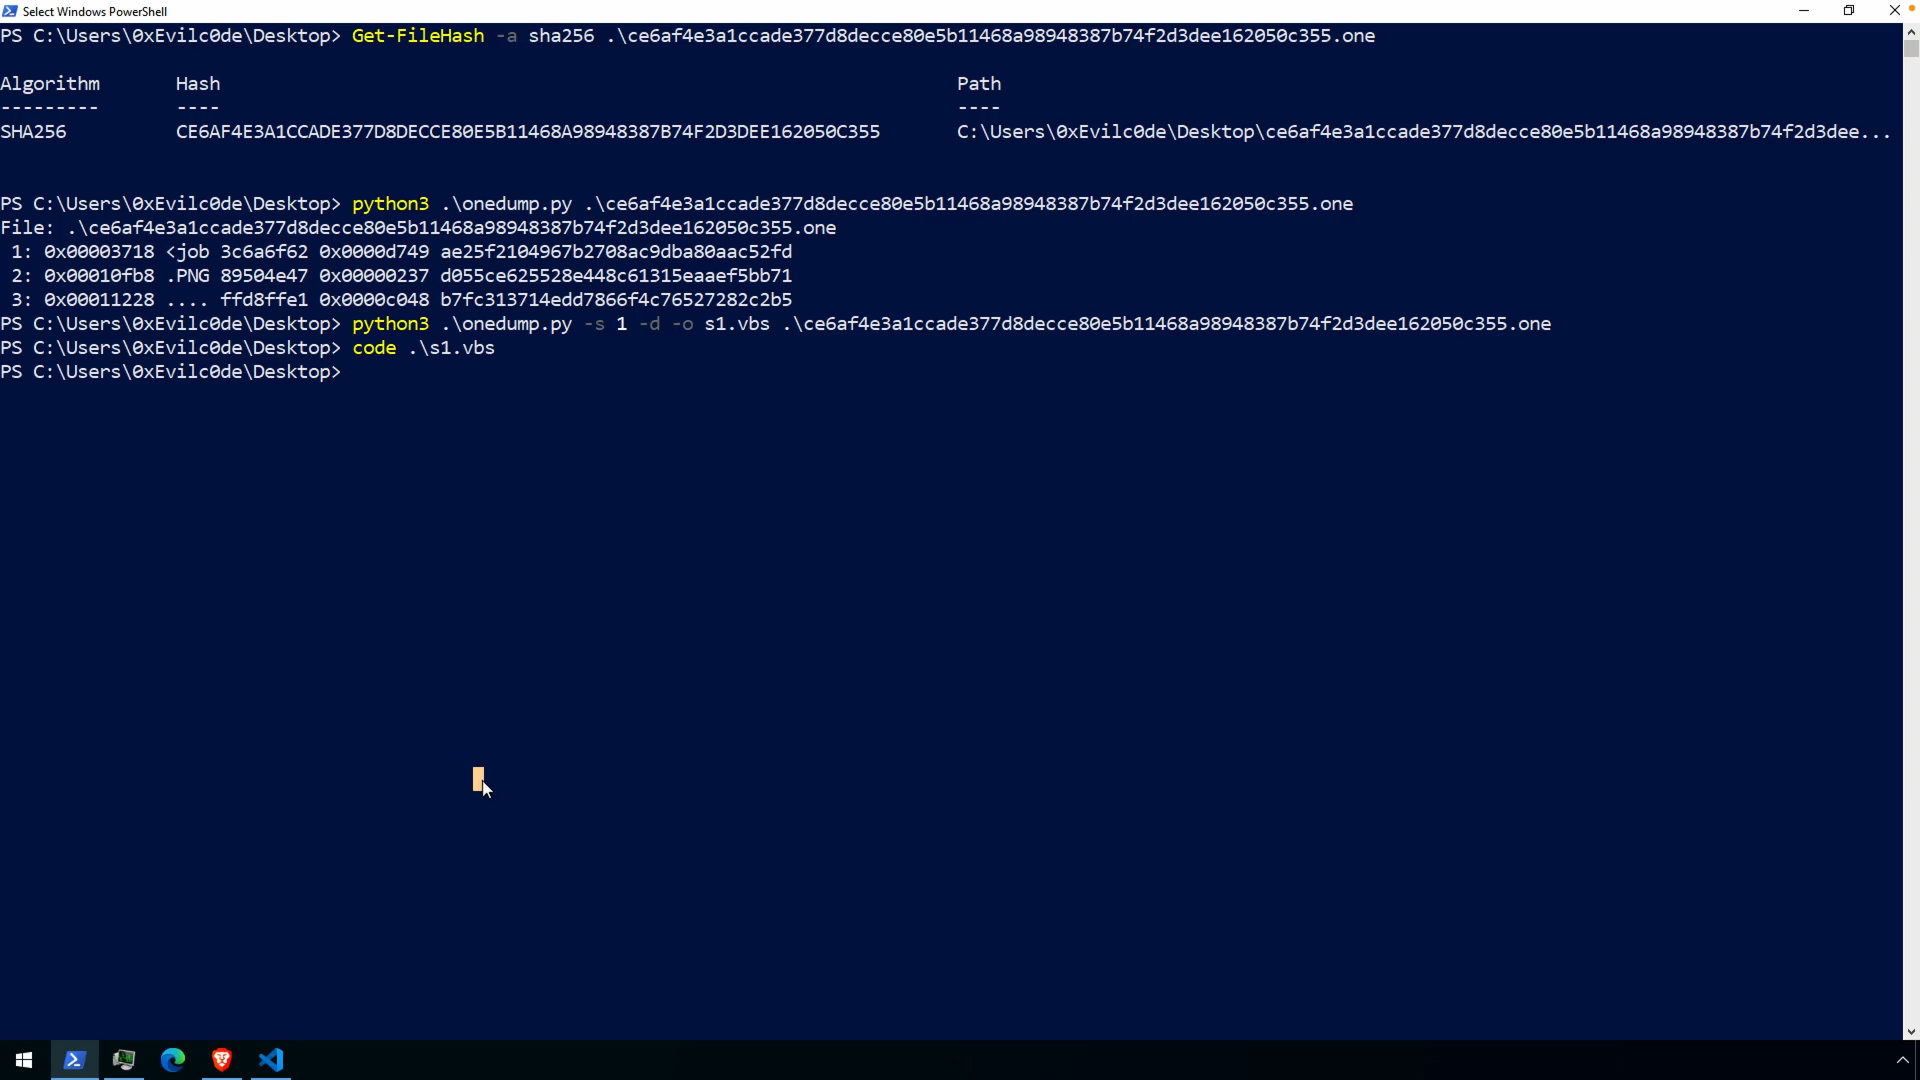 Select Windows PowerShell
PS C:\Users\0xEvilc0de\Desktop> Get-FileHash -a sha256 .\ce6af4e3a1ccade377d8decce80e5b11468a98948387b74f2d3dee162050c355.one
Algorithm Hash Path
--------- ---- ----
SHA256 CE6AF4E3A1CCADE377D8DECCE80E5B11468A98948387B74F2D3DEE162050C355 C:\Users\0xEvilc0de\Desktop\ce6af4e3a1ccade377d8decce80e5b11468a98948387b74f2d3dee...
PS C:\Users\0xEvilc0de\Desktop> python3 .\onedump.py .\ce6af4e3a1ccade377d8decce80e5b11468a98948387b74f2d3dee162050c355.one
File: .\ce6af4e3a1ccade377d8decce80e5b11468a98948387b74f2d3dee162050c355.one
1: 0x00003718 <job 3c6a6f62 0x0000d749 ae25f2104967b2708ac9dba80aac52fd
2: 0x00010fb8 .PNG 89504e47 0x00000237 d055ce625528e448c61315eaaef5bb71
3: 0x00011228 .... ffd8ffe1 0x0000c048 b7fc313714edd7866f4c76527282c2b5
PS C:\Users\0xEvilc0de\Desktop> python3 .\onedump.py -s 1 -d -o s1.vbs .\ce6af4e3a1ccade377d8decce80e5b11468a98948387b74f2d3dee162050c355.one
PS C:\Users\0xEvilc0de\Desktop> code .\s1.vbs
PS C:\Users\0xEvilc0de\Desktop>